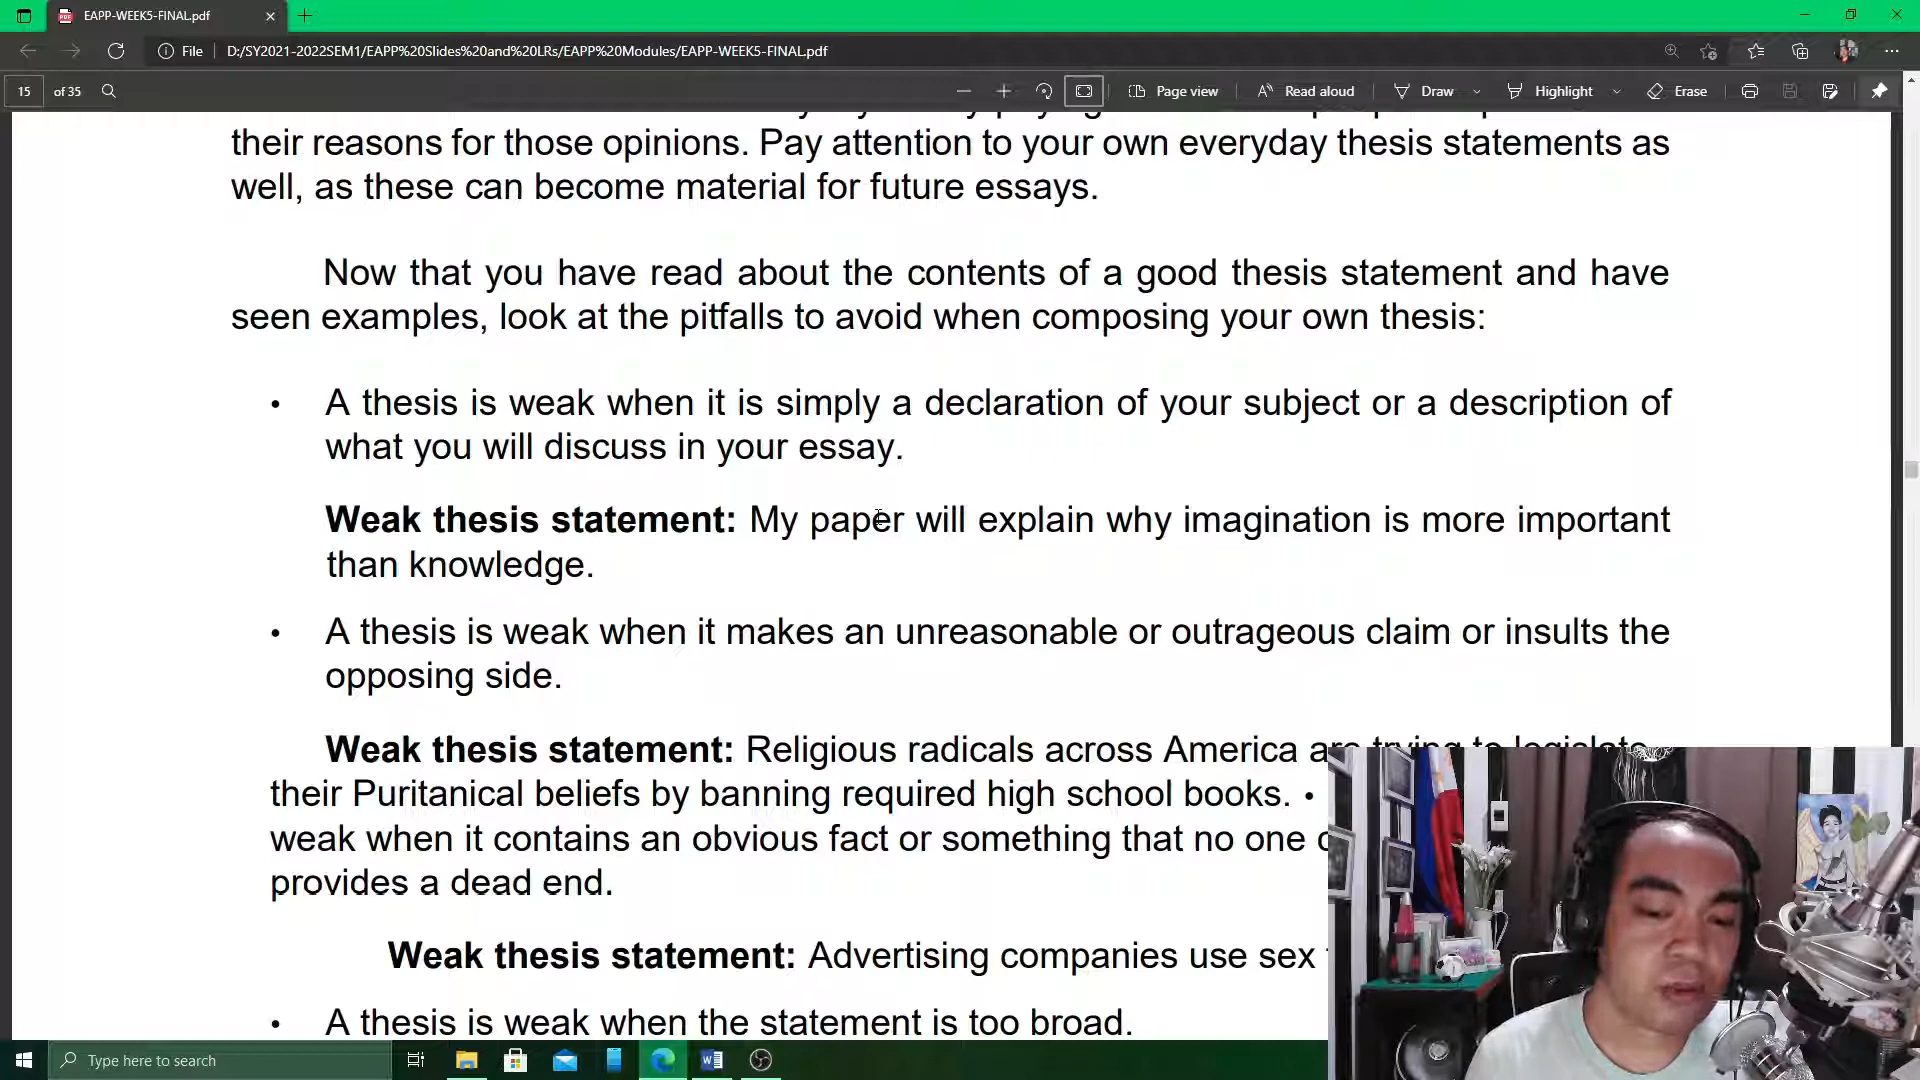 EAPP-WEEK5-FINAL.pdf
File D:/SY2021-2022SEM1/EAPP%20Slides%20and%20LRs/EAPP%20Modules/EAPP-WEEK5-FINAL.pdf
15 of 35 Page view Read aloud Draw Highlight Erase
their reasons for those opinions. Pay attention to your own everyday thesis statements as
well, as these can become material for future essays.
Now that you have read about the contents of a good thesis statement and have
seen examples, look at the pitfalls to avoid when composing your own thesis:
• A thesis is weak when it is simply a declaration of your subject or a description of
what you will discuss in your essay.
Weak thesis statement: My paper will explain why imagination is more important
than knowledge.
• A thesis is weak when it makes an unreasonable or outrageous claim or insults the
opposing side.
Weak thesis statement: Religious radicals across America are trying to legislate
their Puritanical beliefs by banning required high school books. •
weak when it contains an obvious fact or something that no one
provides a dead end.
Weak thesis statement: Advertising companies use sex
• A thesis is weak when the statement is too broad.
Type here to search